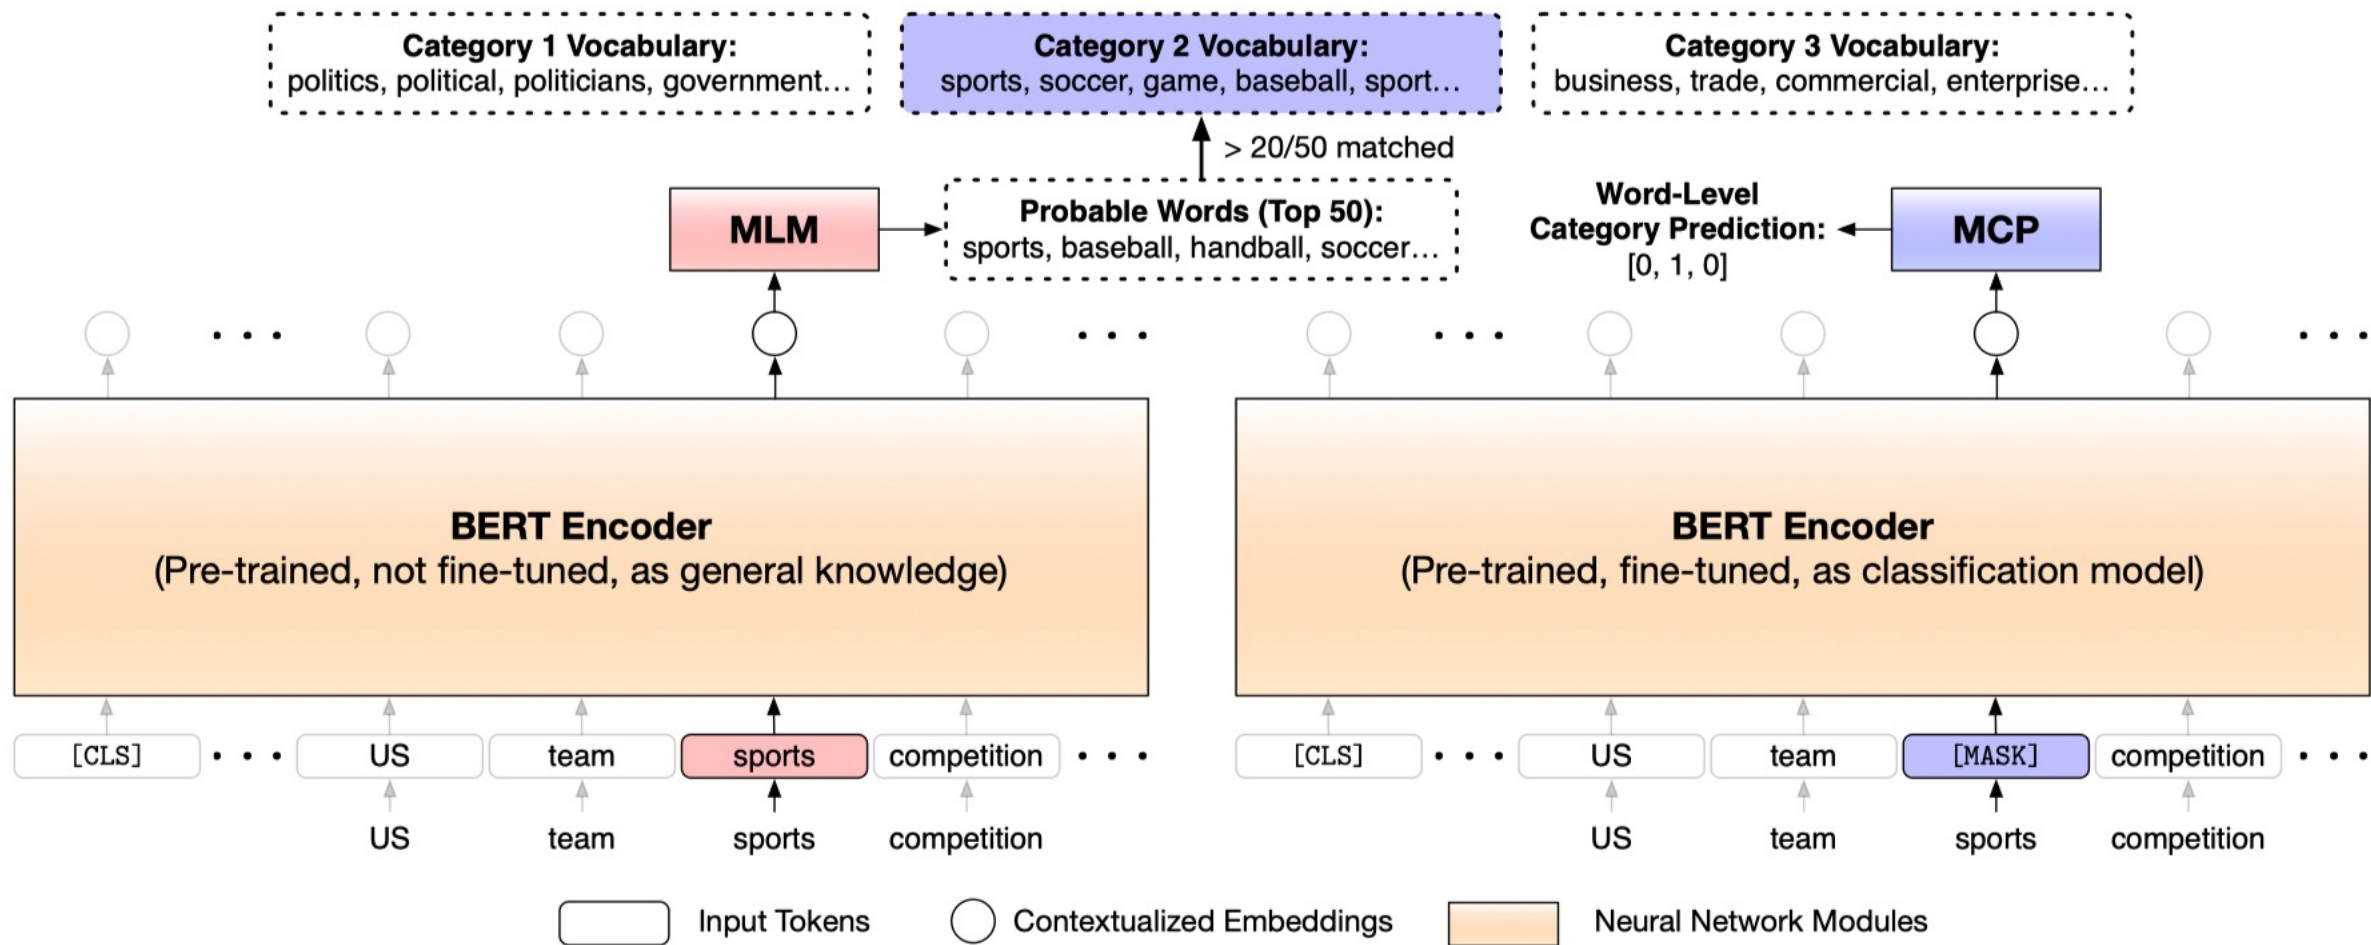 Category 1 Vocabulary:
politics, political, politicians, government...
Category 2 Vocabulary:
sports, soccer, game, baseball, sport...
Category 3 Vocabulary:
business, trade, commercial, enterprise...
> 20/50 matched
MLM
Probable Words (Top 50):
sports, baseball, handball, soccer...
Word-Level
Category Prediction:
[0, 1, 0]
MCP
. . .
. . .
. . .
. . .
BERT Encoder
(Pre-trained, not fine-tuned, as general knowledge)
BERT Encoder
(Pre-trained, fine-tuned, as classification model)
[CLS] . . . US team sports competition . . .
[CLS] . . . US team [MASK] competition . . .
US team sports competition
US team sports competition
Input Tokens
Contextualized Embeddings
Neural Network Modules